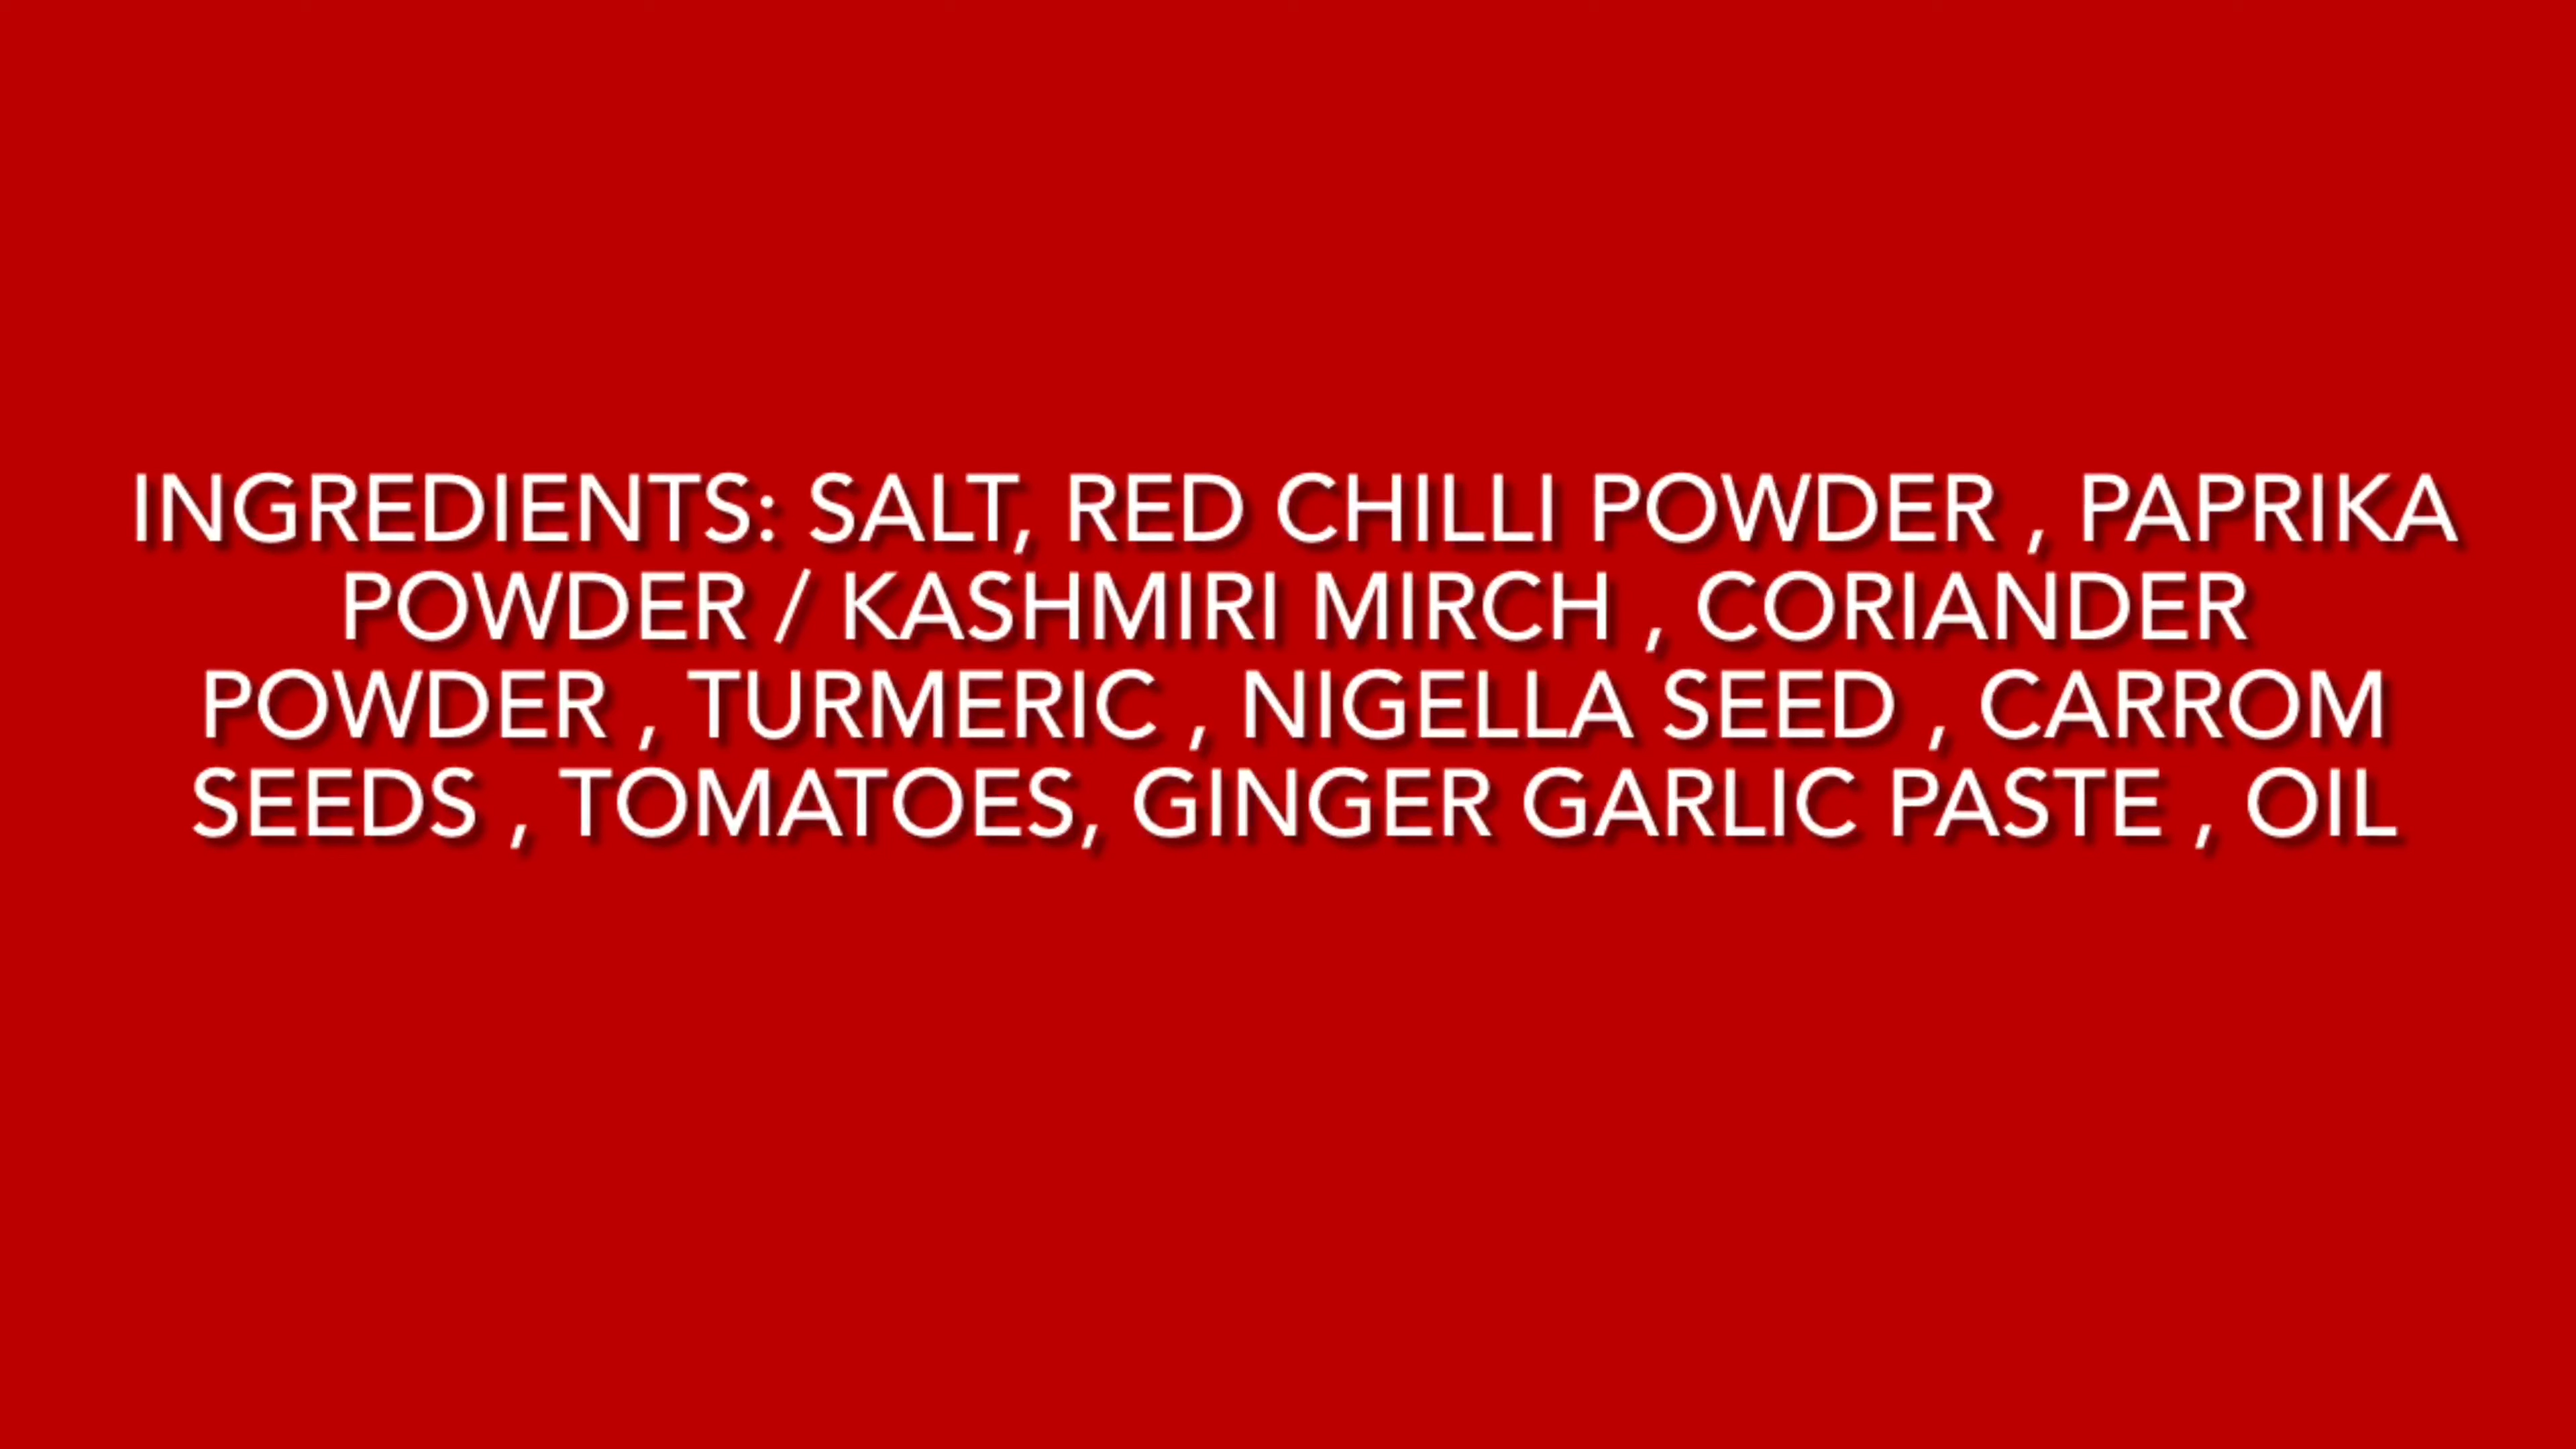 INGREDIENTS: SALT, RED CHILLI POWDER , PAPRIKA
POWDER / KASHMIRI MIRCH , CORIANDER
POWDER , TURMERIC , NIGELLA SEED , CARROM
SEEDS , TOMATOES, GINGER GARLIC PASTE , OIL